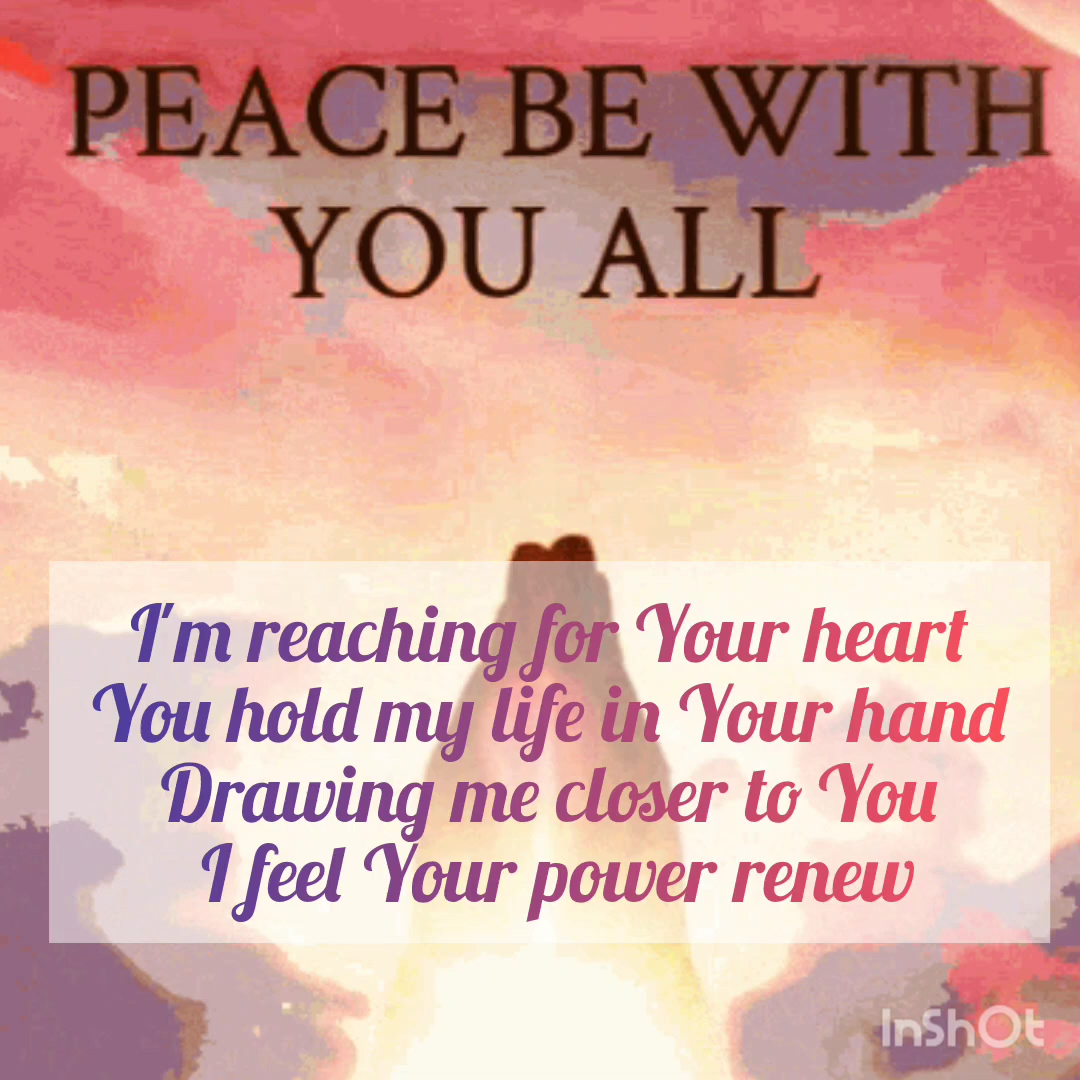 PEACE BE WITH
YOU ALL
I'm reaching for Your heart
You hold my life in Your hand
Drawing me closer to You
I feel Your power renew
InShOt